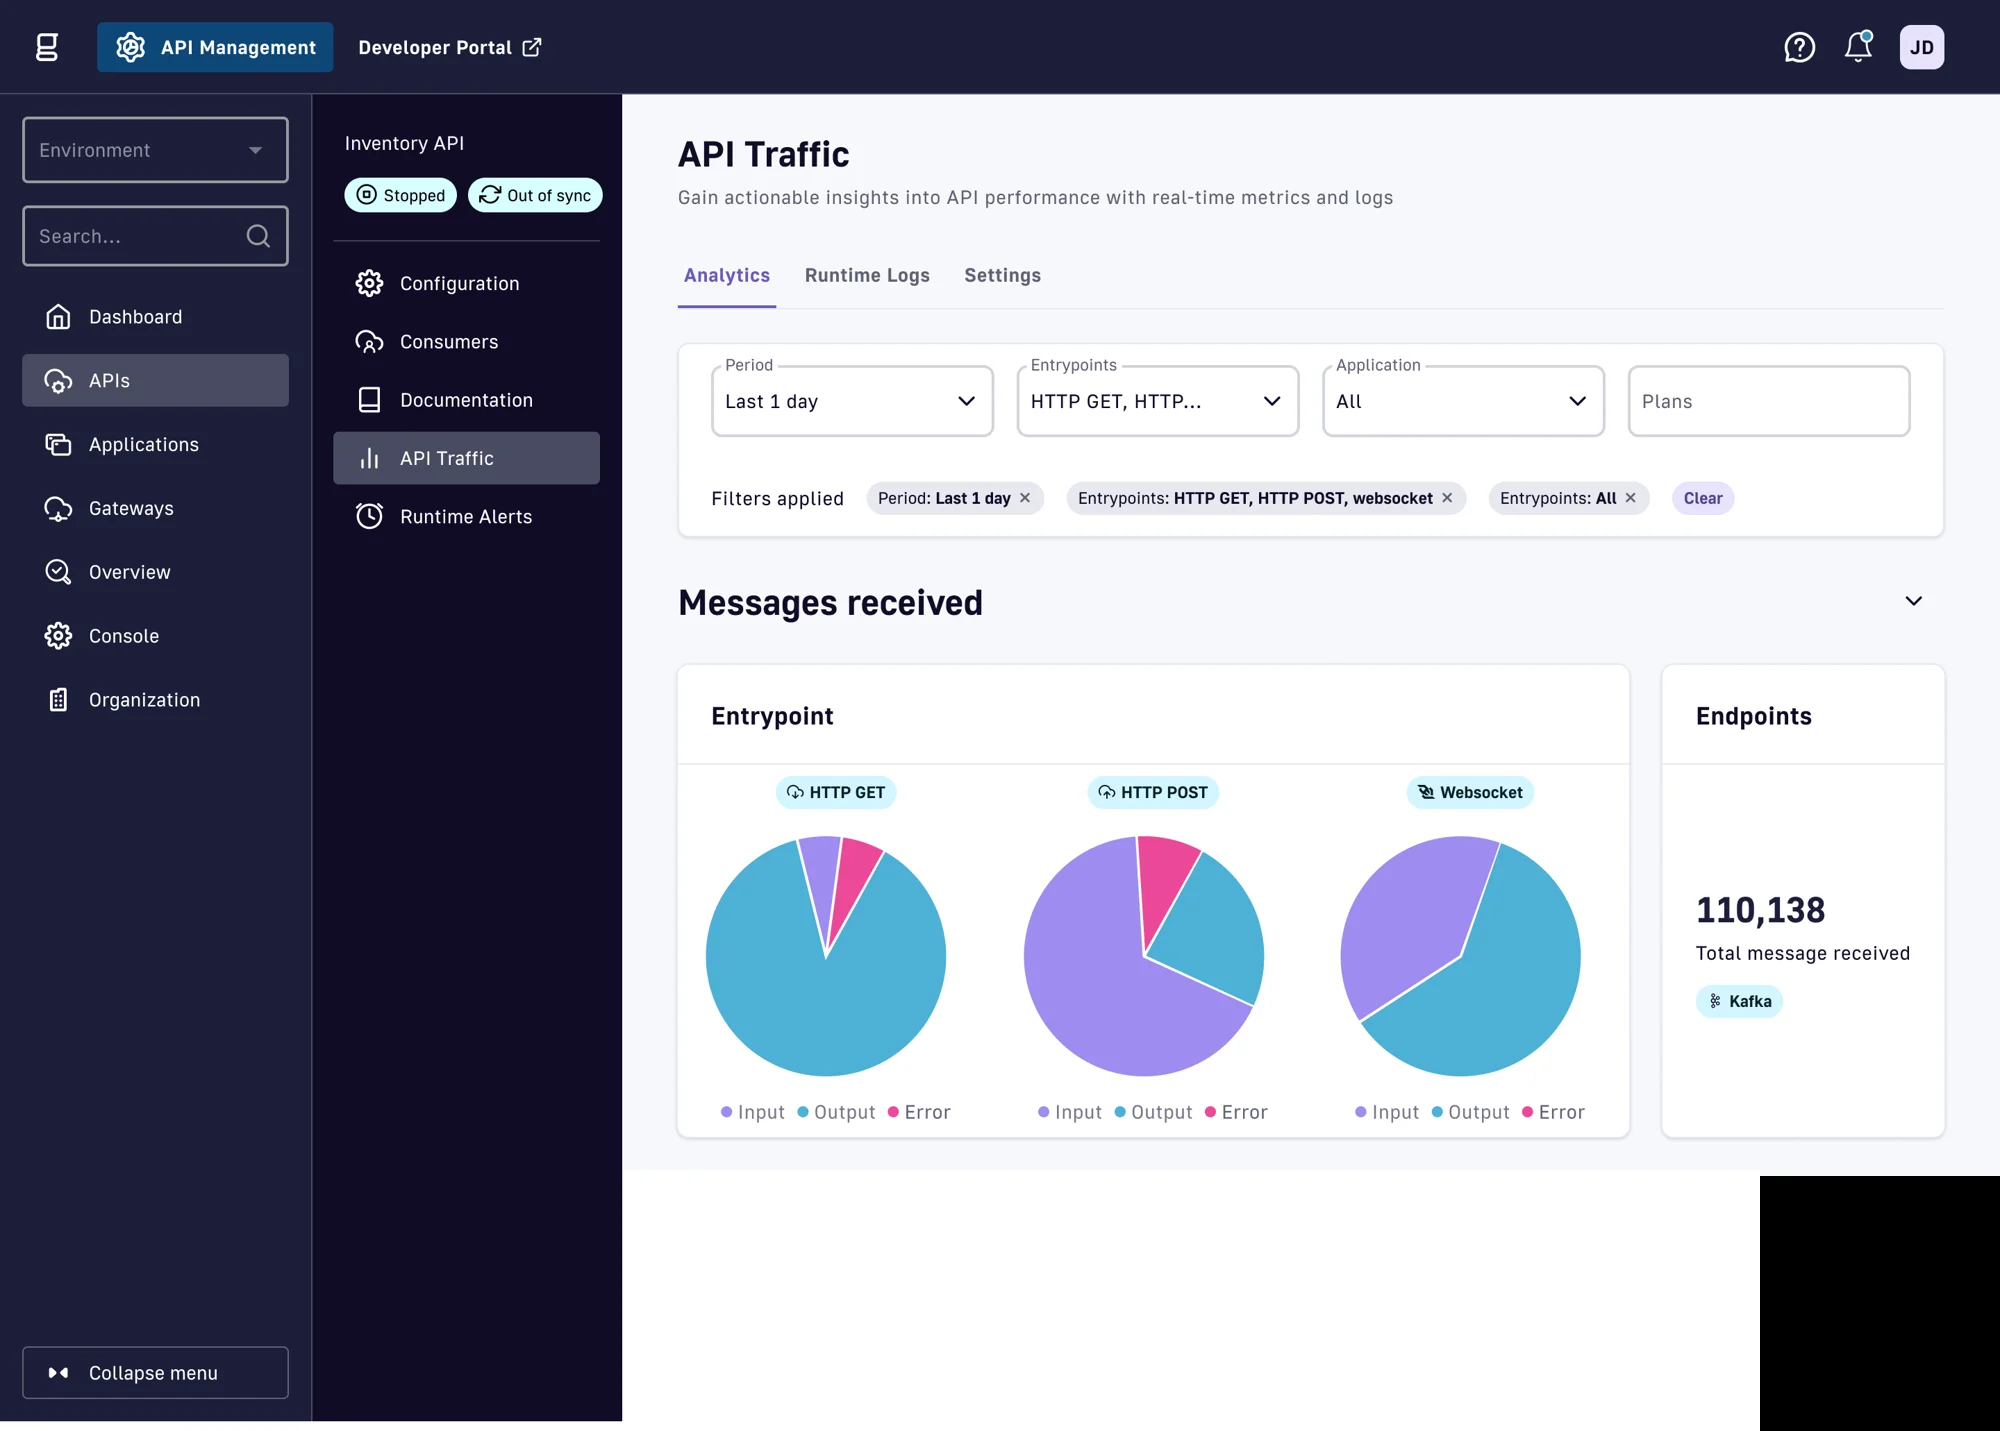 g API Management Developer Portal JD
Environment
Search...
Dashboard
APIs
Applications
Gateways
Overview
Console
Organization
Collapse menu
Inventory API
Stopped Out of sync
Configuration
Consumers
Documentation
API Traffic
Runtime Alerts
API Traffic
Gain actionable insights into API performance with real-time metrics and logs
Analytics Runtime Logs Settings
Period Entrypoints Application
Last 1 day HTTP GET, HTTP... All Plans
Filters applied Period: Last 1 day Entrypoints: HTTP GET, HTTP POST, websocket Entrypoints: All Clear
Messages received
Entrypoint
HTTP GET HTTP POST Websocket
Input Output Error Input Output Error Input Output Error
Endpoints
110,138
Total message received
Kafka